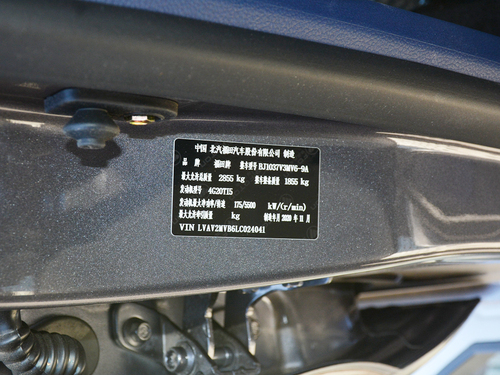 中国 北汽福田汽车股份有限公司 制造
品牌 福田牌 整车型号 BJ1037V3MV6-9A
最大允许总质量 2855 kg 整车整备质量 1855 kg
发动机型号 4G20TI5
发动机最大净功率/转速 175/5500 kW/(r/min)
最大允许牵引质量 kg 制造年月 2020 年 11 月
VIN LVAV2MVB6LC024041